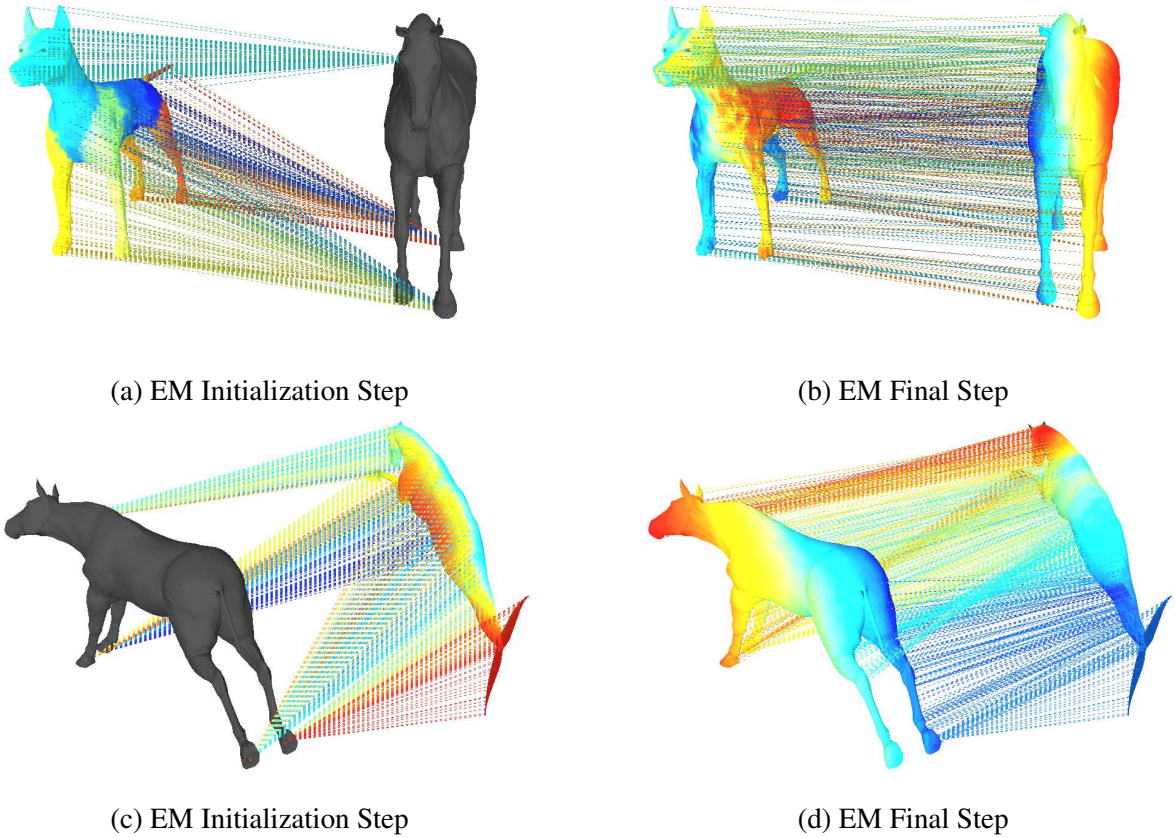 (a) EM Initialization Step
(b) EM Final Step
(c) EM Initialization Step
(d) EM Final Step